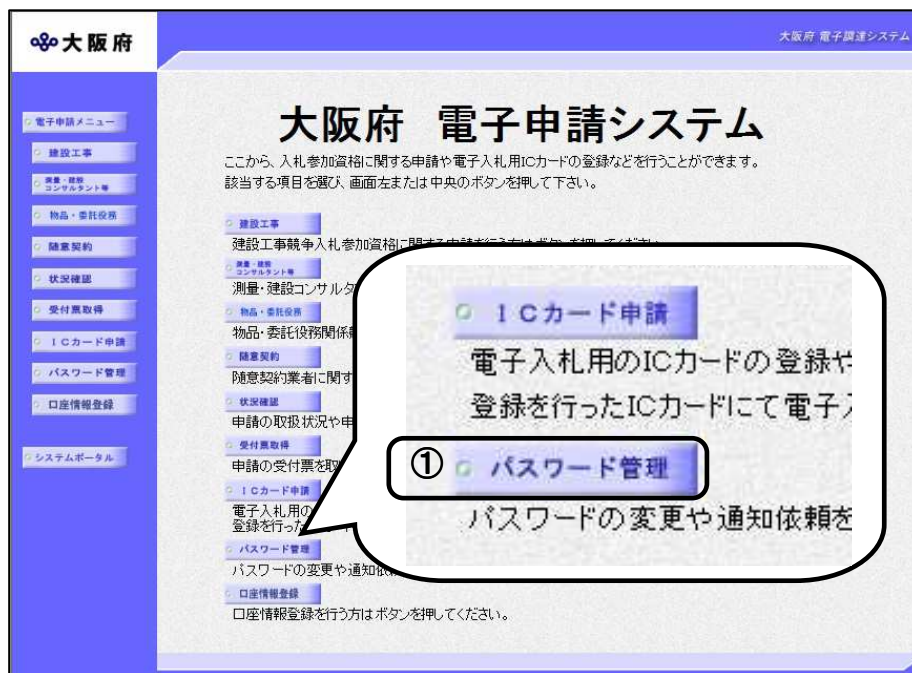 大阪府
大阪府 電子調達システム
電子申請メニュー
建設工事
測量・建設
コンサルタント等
物品・委託役務
随意契約
状況確認
受付票取得
ICカード申請
パスワード管理
口座情報登録
システムポータル
大阪府 電子申請システム
ここから、入札参加資格に関する申請や電子入札用ICカードの登録などを行うことができます。
該当する項目を選び、画面左または中央のボタンを押して下さい。
建設工事
建設工事競争入札参加資格に関する申請を行う方はボタンを押してください。
測量・建設
コンサルタント等
測量・建設コンサルタ
物品・委託役務
物品・委託役務関係
随意契約
随意契約業者に関す
状況確認
申請の取扱状況や申
受付票取得
申請の受付票を取
ICカード申請
電子入札用の
登録を行った
パスワード管理
パスワードの変更や通知依
口座情報登録
口座情報登録を行う方はボタンを押してください。
ICカード申請
電子入札用のICカードの登録や
登録を行ったICカードにて電子入
① パスワード管理
パスワードの変更や通知依頼を